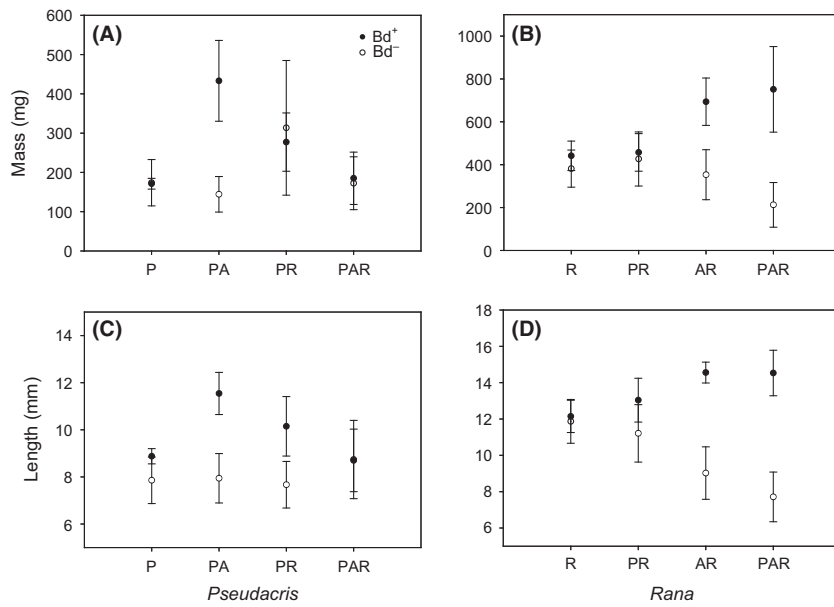 (A)
Bd+
Bd−
Mass (mg)
600
500
400
300
200
100
0
P PA PR PAR
(B)
1000
800
600
400
200
0
R PR AR PAR
(C)
Length (mm)
14
12
10
8
6
P PA PR PAR
Pseudacris
(D)
18
16
14
12
10
8
6
R PR AR PAR
Rana